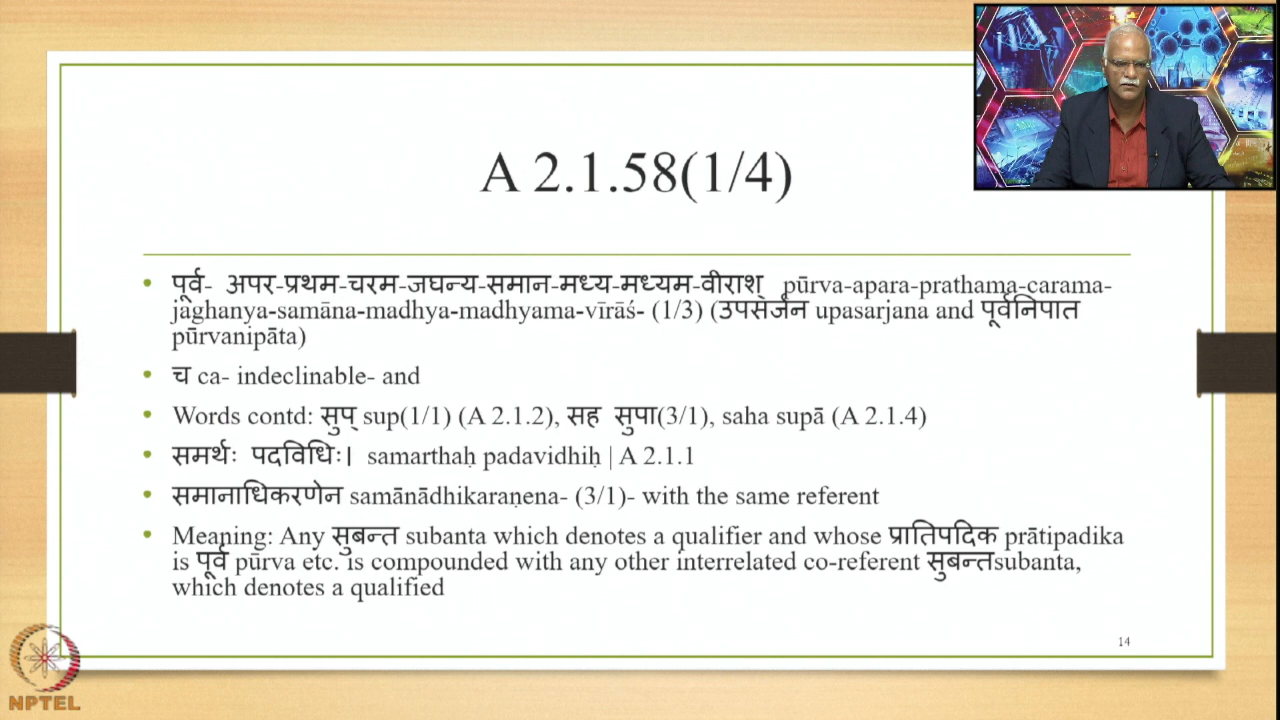 A 2.1.58(1/4)
• पूर्व- अपर-प्रथम-चरम-जघन्य-समान-मध्य-मध्यम-वीराश् pūrva-apara-prathama-carama-
jaghanya-samāna-madhya-madhyama-vīrāś- (1/3) (उपसर्जन upasarjana and पूर्वनिपात
pūrvanipāta)
• च ca- indeclinable- and
• Words contd: सुप् sup(1/1) (A 2.1.2), सह सुपा(3/1), saha supā (A 2.1.4)
• समर्थः पदविधिः। samarthaḥ padavidhiḥ | A 2.1.1
• समानाधिकरणेन samānādhikaraṇena- (3/1)- with the same referent
• Meaning: Any सुबन्त subanta which denotes a qualifier and whose प्रातिपदिक prātipadika
is पूर्व pūrva etc. is compounded with any other interrelated co-referent सुबन्तsubanta,
which denotes a qualified
14
NPTEL